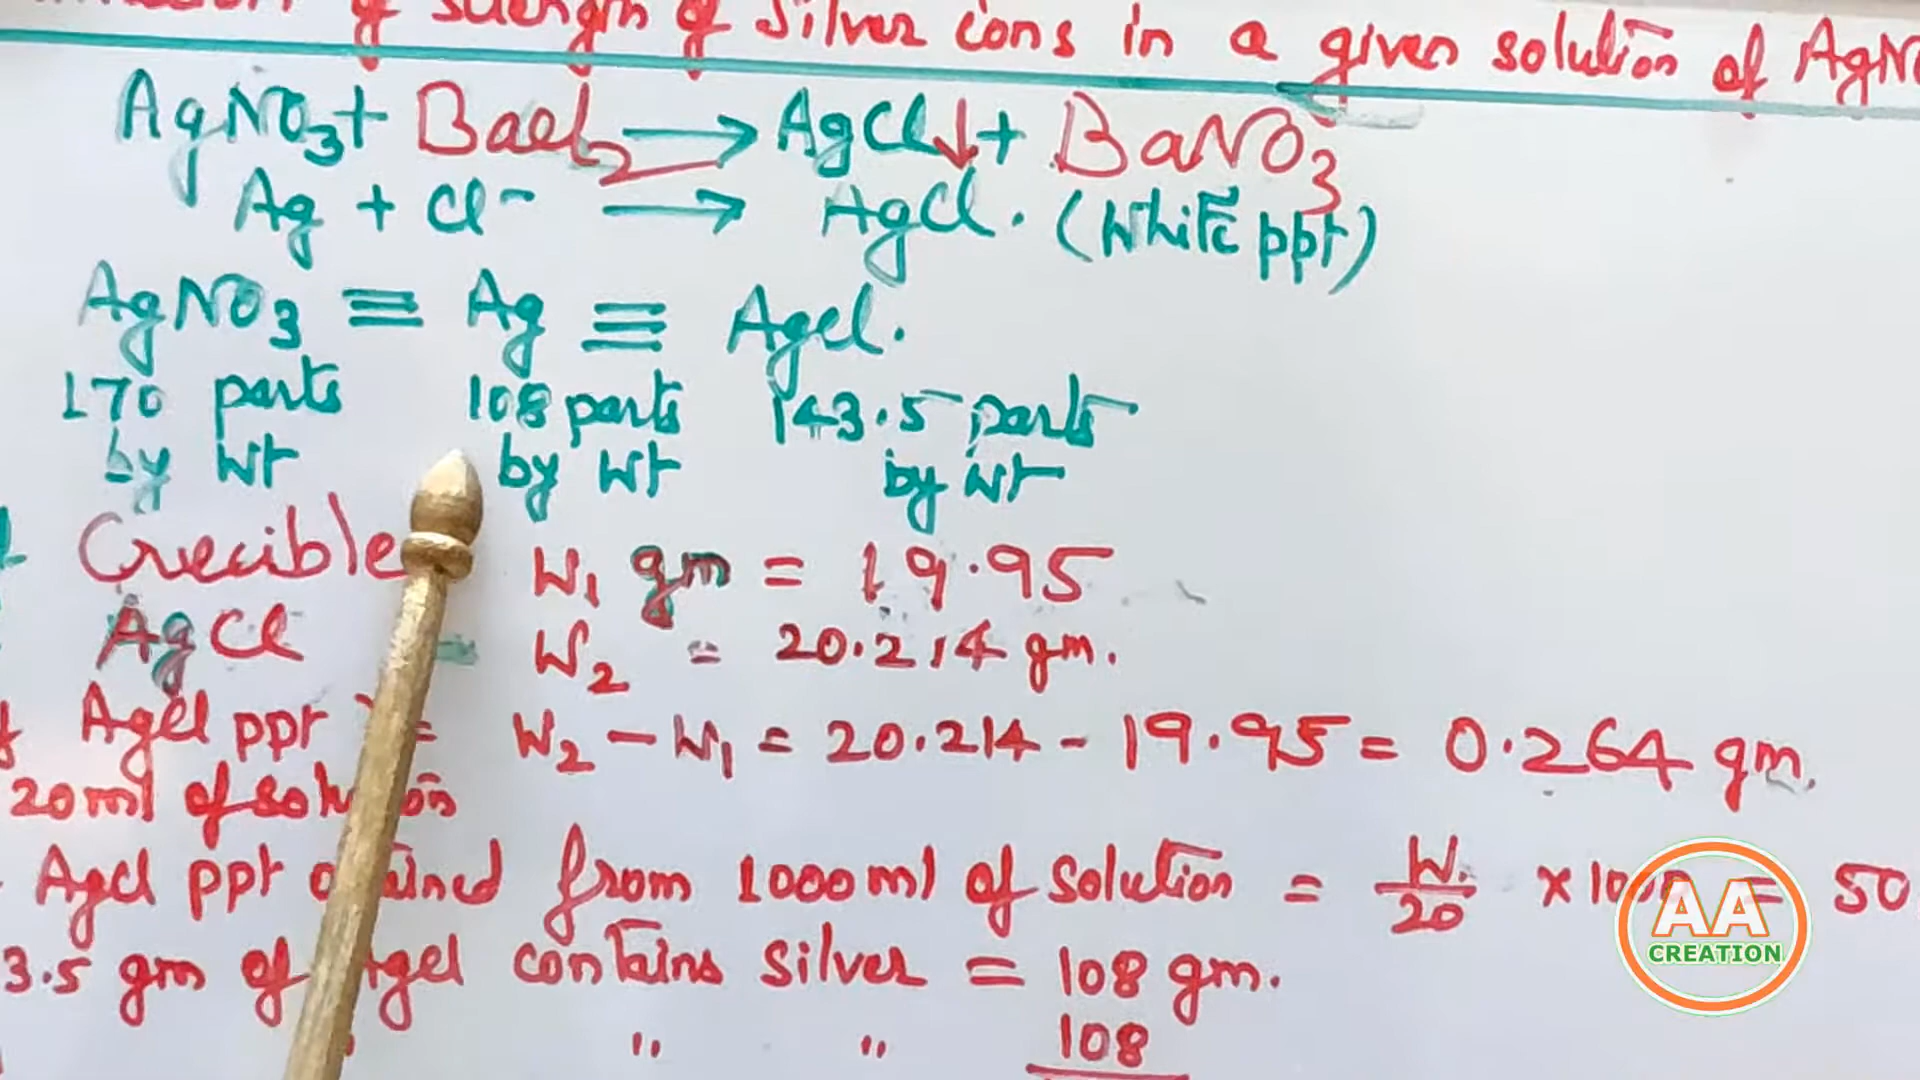 of strength of silver ions in a given solution of AgNO
AgNO3 + BaCl2 → AgCl↓ + BaNO3
Ag + Cl⁻ → AgCl. (White ppt)
AgNO3 ≡ Ag ≡ AgCl.
170 parts 108 parts 143.5 parts
by wt by wt by wt
Crucible W1 gm = 19.95
AgCl - W2 = 20.214 gm.
AgCl ppt = W2 - W1 = 20.214 - 19.95 = 0.264 gm.
20ml of solution
AgCl ppt obtained from 1000ml of solution = W/20 × 1000 = 50
3.5 gm of AgCl contains silver = 108 gm.
" " 108
AA
CREATION